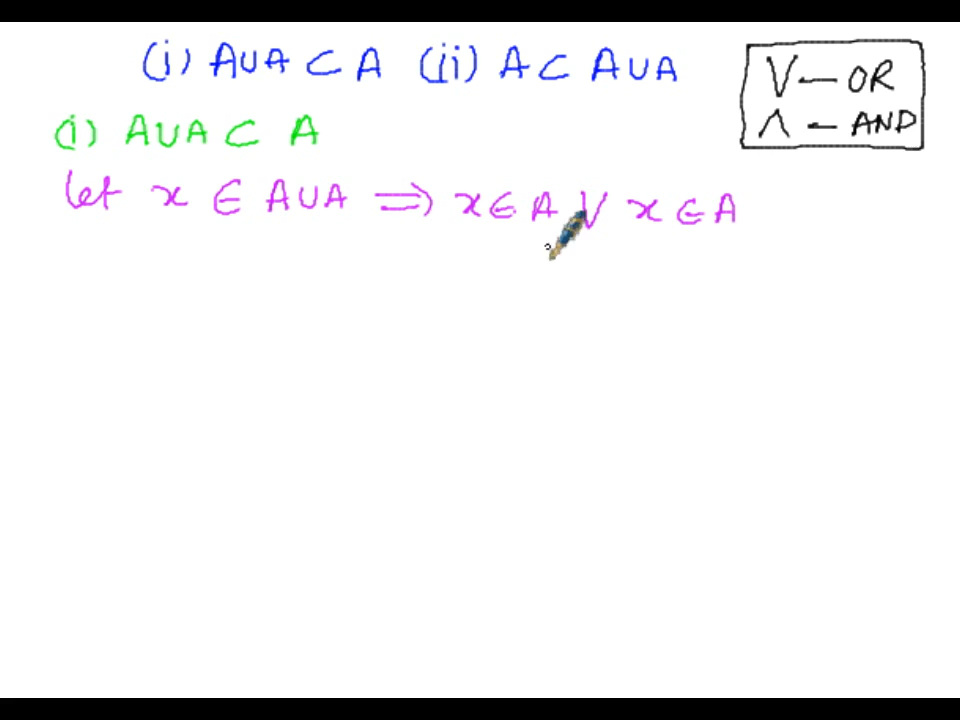 (i) A∪A ⊂ A (ii) A ⊂ A∪A
V — OR
Λ – AND
(i) A∪A ⊂ A
let x ∈ A∪A ⟹ x ∈ A V x ∈ A